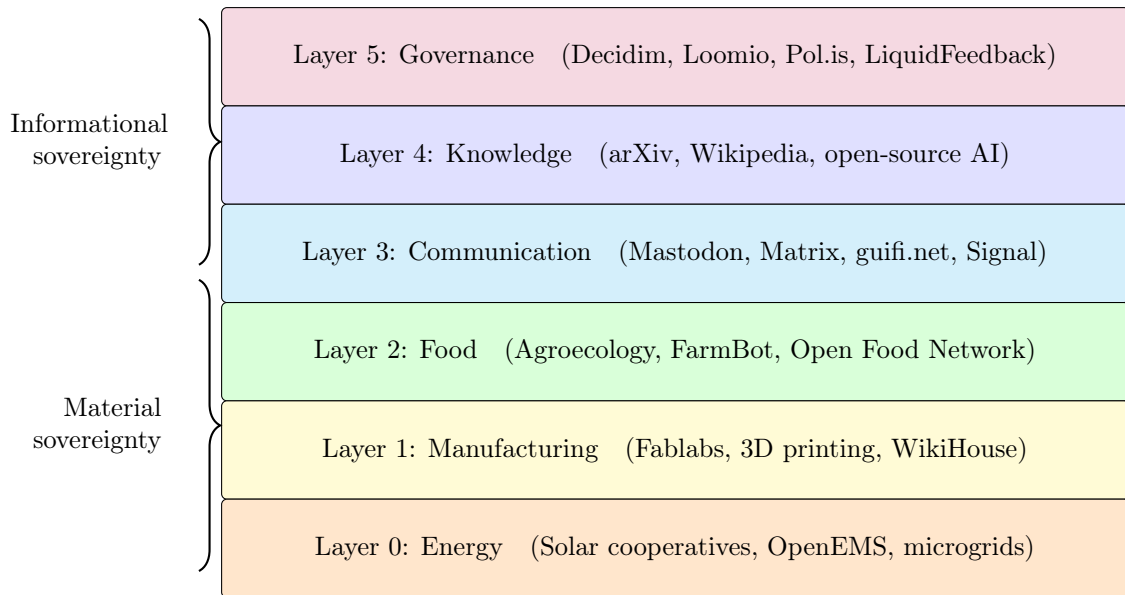 Layer 5: Governance (Decidim, Loomio, Pol.is, LiquidFeedback)
Informational
sovereignty
Layer 4: Knowledge (arXiv, Wikipedia, open-source AI)
Layer 3: Communication (Mastodon, Matrix, guifi.net, Signal)
Layer 2: Food (Agroecology, FarmBot, Open Food Network)
Material
sovereignty
Layer 1: Manufacturing (Fablabs, 3D printing, WikiHouse)
Layer 0: Energy (Solar cooperatives, OpenEMS, microgrids)